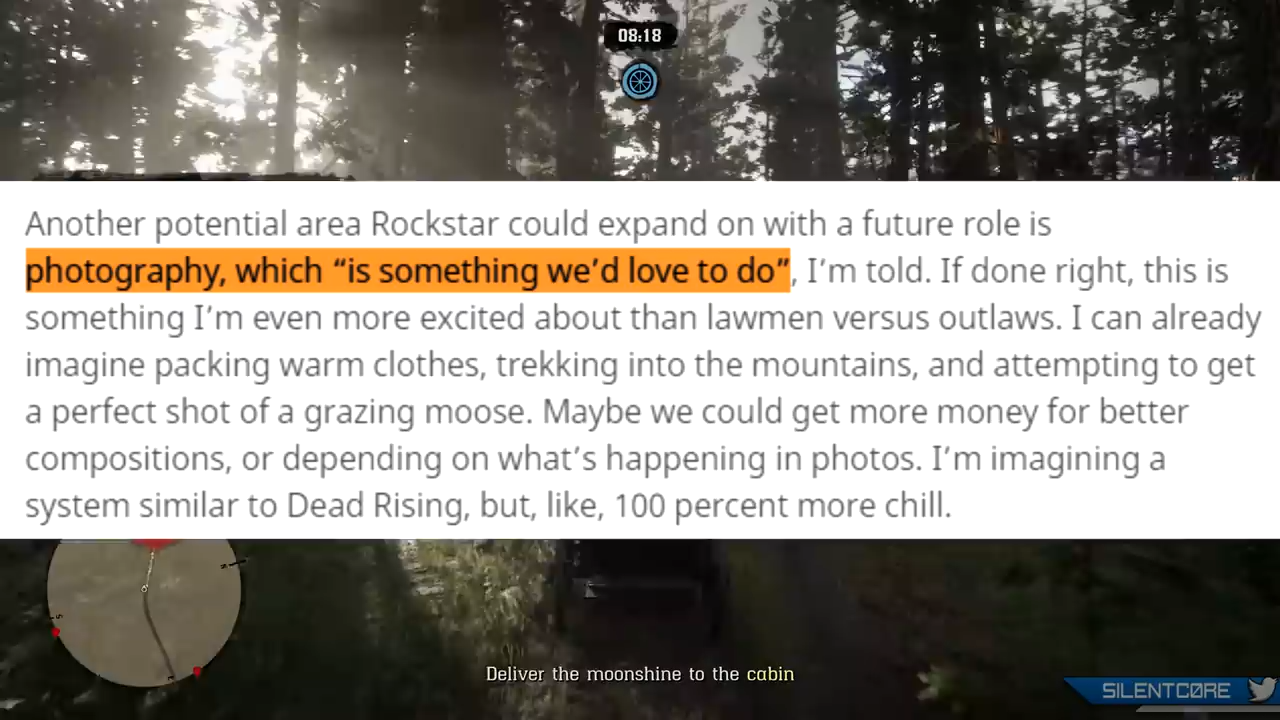 08:18
Another potential area Rockstar could expand on with a future role is
photography, which “is something we’d love to do”, I’m told. If done right, this is
something I’m even more excited about than lawmen versus outlaws. I can already
imagine packing warm clothes, trekking into the mountains, and attempting to get
a perfect shot of a grazing moose. Maybe we could get more money for better
compositions, or depending on what’s happening in photos. I’m imagining a
system similar to Dead Rising, but, like, 100 percent more chill.
Deliver the moonshine to the cabin
SILENTCØRE